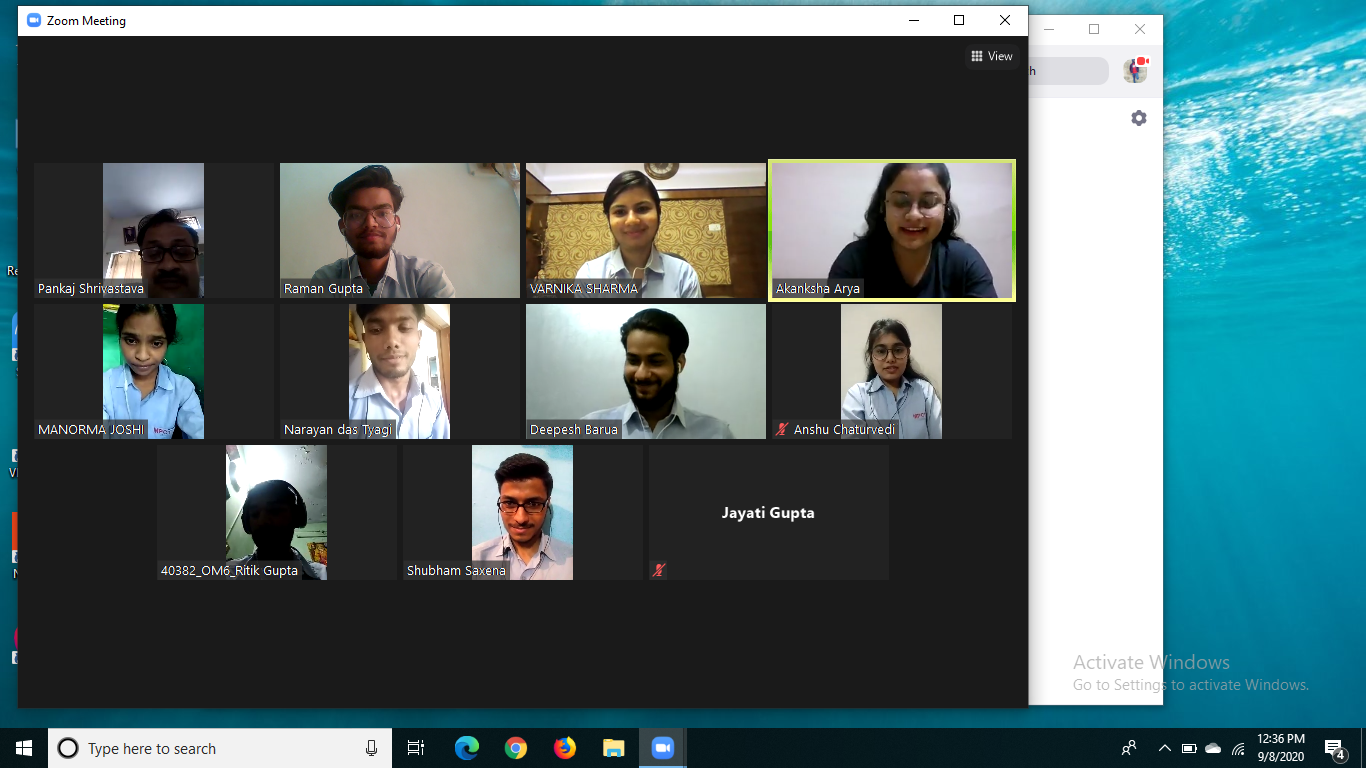 Zoom Meeting
View
h
Pankaj Shrivastava
Raman Gupta
VARNIKA SHARMA
Akanksha Arya
MANORMA JOSHI
Narayan das Tyagi
Deepesh Barua
Anshu Chaturvedi
40382_OM6_Ritik Gupta
Shubham Saxena
Jayati Gupta
Re
Activate Windows
Go to Settings to activate Windows.
Type here to search
12:36 PM
9/8/2020
4